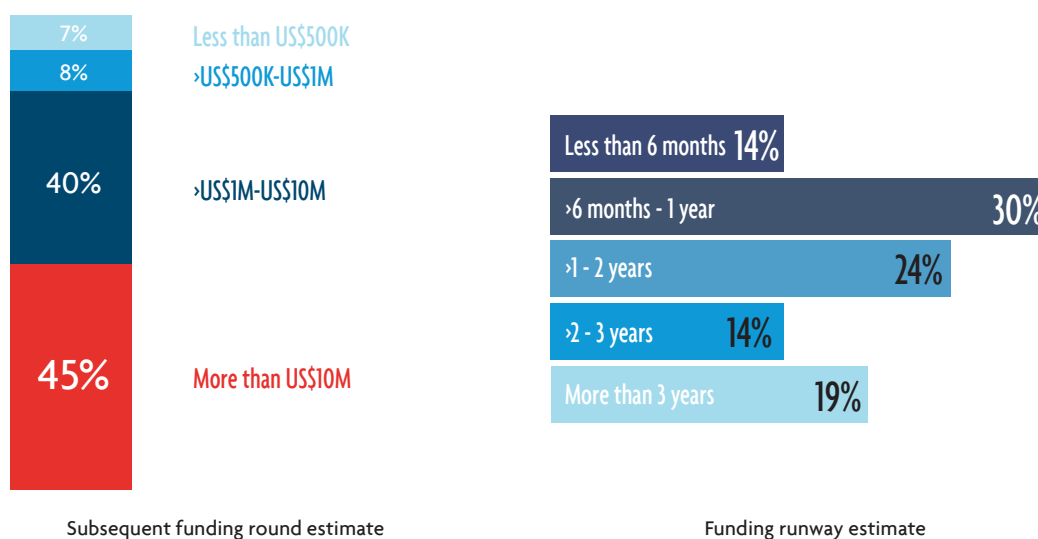 7% Less than US$500K
8% ›US$500K-US$1M
40% ›US$1M-US$10M
45% More than US$10M
Subsequent funding round estimate
Less than 6 months 14%
›6 months - 1 year 30%
›1 - 2 years 24%
›2 - 3 years 14%
More than 3 years 19%
Funding runway estimate